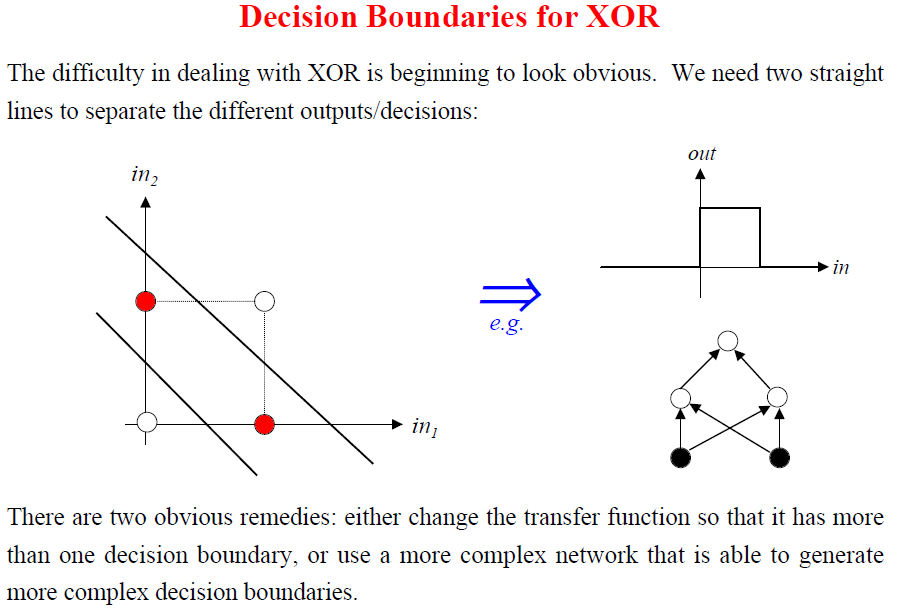 Decision Boundaries for XOR
The difficulty in dealing with XOR is beginning to look obvious. We need two straight
lines to separate the different outputs/decisions:
in2
out
in
e.g.
in1
There are two obvious remedies: either change the transfer function so that it has more
than one decision boundary, or use a more complex network that is able to generate
more complex decision boundaries.